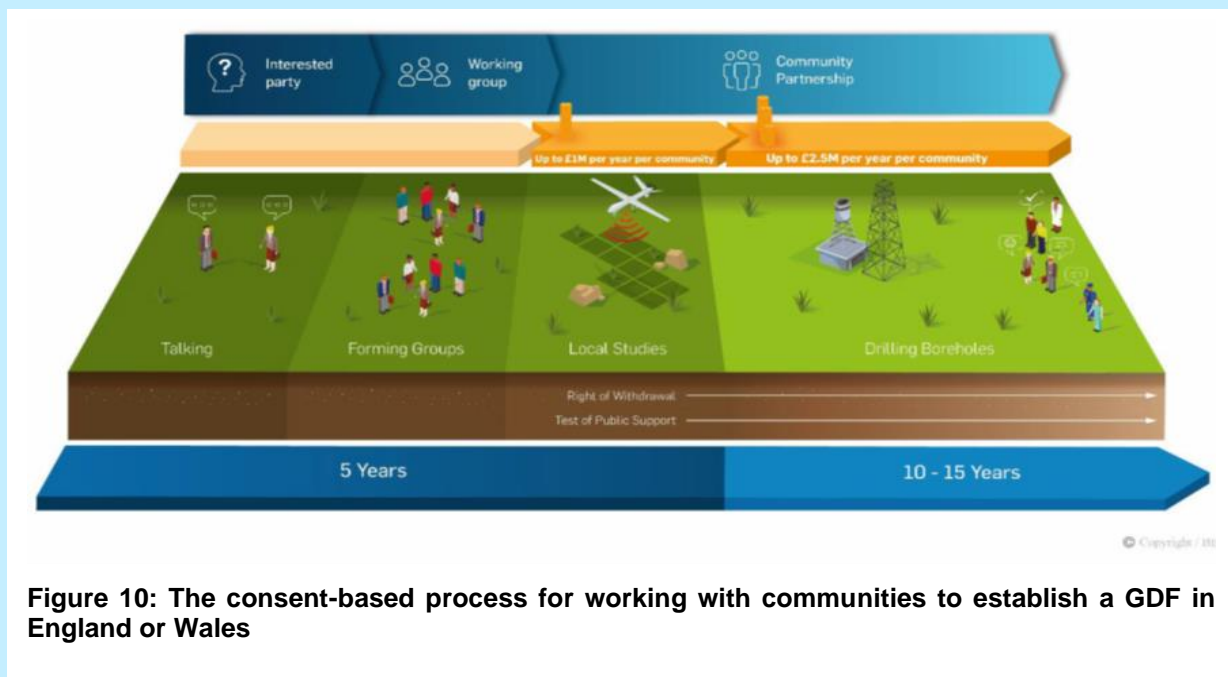 ?
Interested
party
Working
group
Community
Partnership
Up to £1M per year per community
Up to £2.5M per year per community
Talking
Forming Groups
Local Studies
Drilling Boreholes
Right of Withdrawal
Test of Public Support
5 Years
10 - 15 Years
Copyright /
Figure 10: The consent-based process for working with communities to establish a GDF in
England or Wales